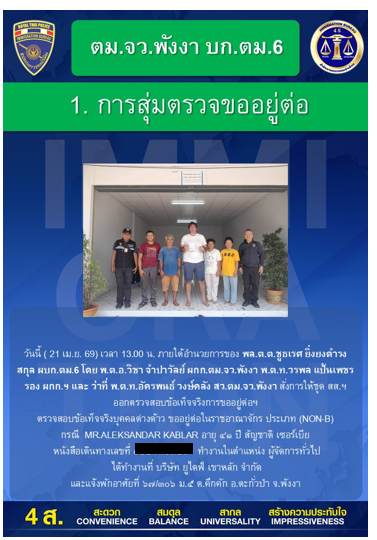 ตม.จว.พังงา บก.ตม.6
1. การสุ่มตรวจขออยู่ต่อ
IMMI
วันนี้ ( 21 เม.ย. 69) เวลา 13.00 น. ภายใต้อำนวยการของ พล.ต.ต.ชูธเรศ ยิ่งยงดำรง
สกุล ผบก.ตม.6 โดย พ.ต.อ.ริชา จำปาวัลย์ ผกก.ตม.จว.พังงา พ.ต.ท.วรพล แป้นเพชร
รอง ผกก.ฯ และ ว่าที่ พ.ต.ท.อัครพนธ์ วงษ์คลัง สว.ตม.จว.พังงา สั่งการให้ชุด สส.ฯ
ออกตรวจสอบข้อเท็จจริงการขออยู่ต่อฯ
ตรวจสอบข้อเท็จจริงบุคคลต่างด้าว ขออยู่ในราชอาณาจักร ประเภท (NON-B)
กรณี MR.ALEKSANDAR KABLAR อายุ ๔๑ ปี สัญชาติ เซอร์เบีย
หนังสือเดินทางเลขที่ ทำงานในตำแหน่ง ผู้จัดการทั่วไป
ได้ทำงานที่ บริษัท ยูไดฟ์ เขาหลัก จำกัด
และแจ้งพักอาศัยที่ ๖๗/๓๐๖ ม.๕ ต.คึกคัก อ.ตะกั่วป่า จ.พังงา
4 ส. สะดวก สมดุล สากล สร้างความประทับใจ
CONVENIENCE BALANCE UNIVERSALITY IMPRESSIVENESS